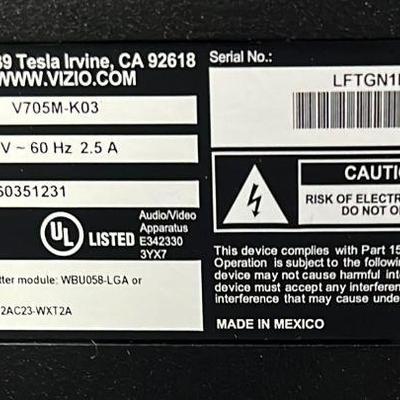 39 Tesla Irvine, CA 92618
WWW.VIZIO.COM
V705M-K03
V ~ 60 Hz 2.5 A
60351231
UL
LISTED
Audio/Video
Apparatus
E342330
3YX7
tter module: WBU058-LGA or
2AC23-WXT2A
Serial No.:
LFTGN1
CAUTIO
RISK OF ELECTR
DO NOT O
This device complies with Part 15
Operation is subject to the followi
device may not cause harmful inte
device must accept any interferen
interference that may cause unde
MADE IN MEXICO